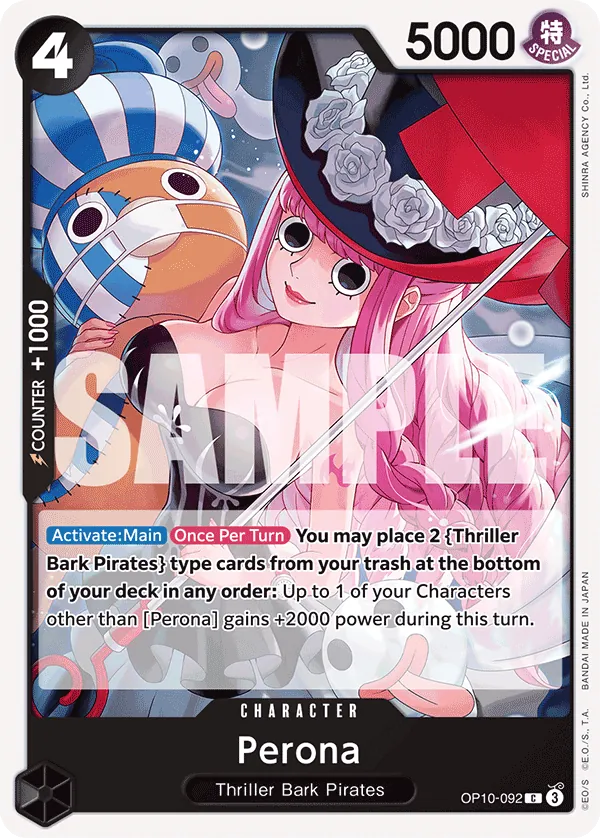 4
5000
特
SPECIAL
SHINRA AGENCY Co., Ltd.
COUNTER +1000
SAMPLE
Activate:Main Once Per Turn You may place 2 {Thriller
Bark Pirates} type cards from your trash at the bottom
of your deck in any order: Up to 1 of your Characters
other than [Perona] gains +2000 power during this turn.
©E.O/S ©E.O./S., T.A. BANDAI MADE IN JAPAN
CHARACTER
Perona
Thriller Bark Pirates
OP10-092 C 3